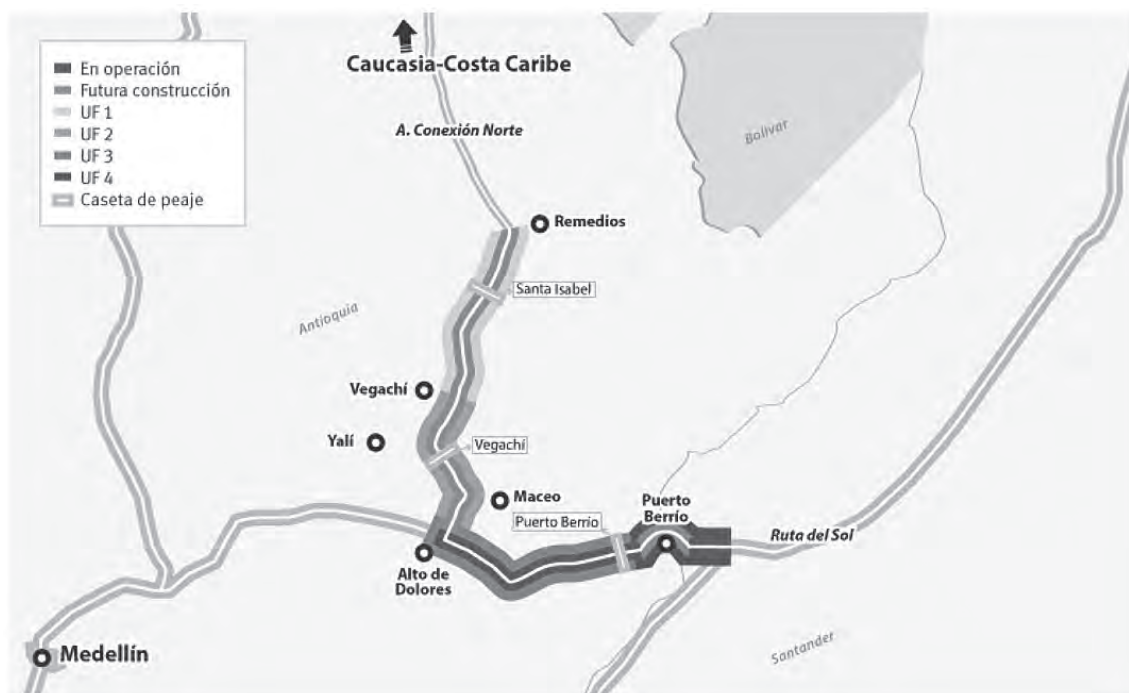 En operación
Futura construcción
UF 1
UF 2
UF 3
UF 4
Caseta de peaje
Caucasia-Costa Caribe
A. Conexión Norte
Bolívar
Remedios
Santa Isabel
Antioquia
Vegachí
Yalí
Vegachí
Maceo
Puerto
Berrío
Puerto Berrío
Ruta del Sol
Alto de
Dolores
Santander
Medellín